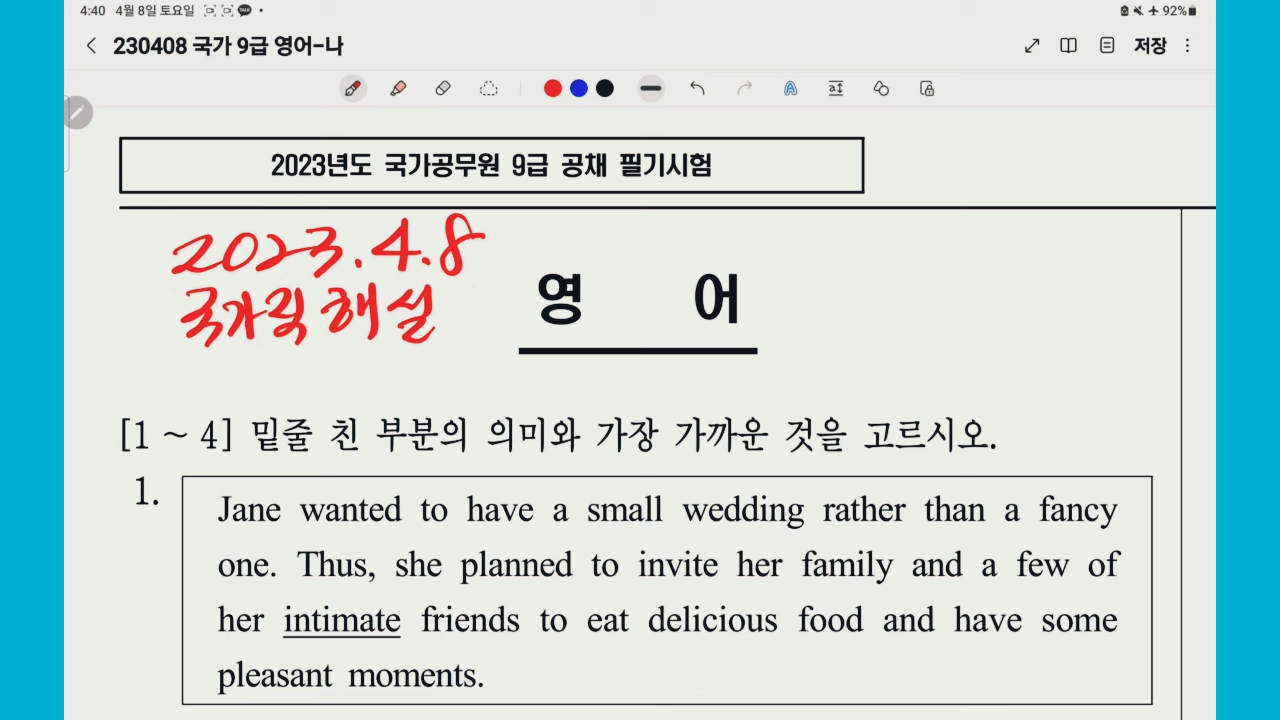 4:40 4월 8일 토요일 TALK
92%
230408 국가 9급 영어-나
저장
2023년도 국가공무원 9급 공채 필기시험
2023.4.8
국가직 해설
영 어
[1 ~ 4] 밑줄 친 부분의 의미와 가장 가까운 것을 고르시오.
1.
Jane wanted to have a small wedding rather than a fancy
one. Thus, she planned to invite her family and a few of
her intimate friends to eat delicious food and have some
pleasant moments.